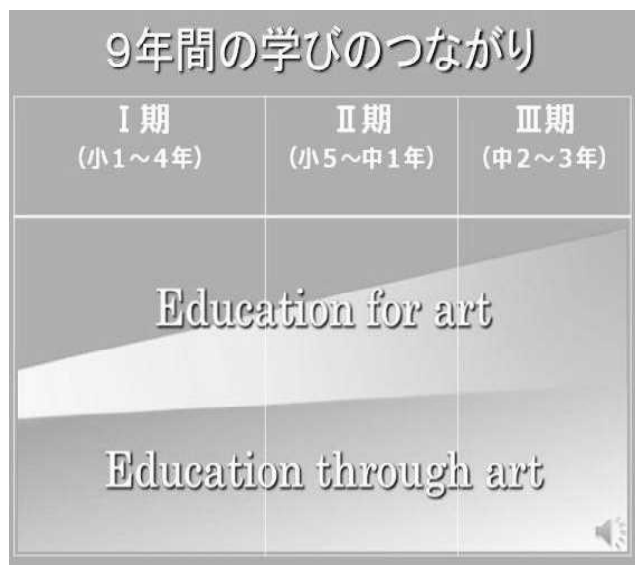 9年間の学びのつながり
Ⅰ期
(小1~4年)
Ⅱ期
(小5~中1年)
Ⅲ期
(中2~3年)
Education for art
Education through art